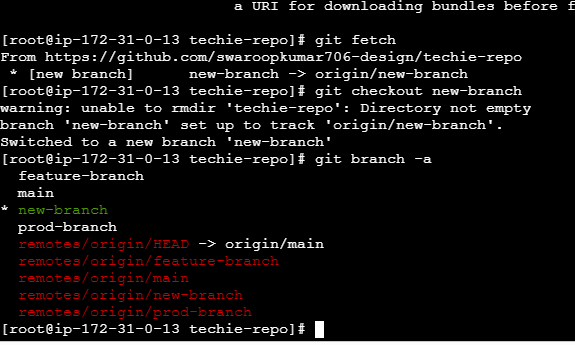 a URI for downloading bundles before f
[root@ip-172-31-0-13 techie-repo]# git fetch
From https://github.com/swaroopkumar706-design/techie-repo
 * [new branch]      new-branch -> origin/new-branch
[root@ip-172-31-0-13 techie-repo]# git checkout new-branch
warning: unable to rmdir 'techie-repo': Directory not empty
branch 'new-branch' set up to track 'origin/new-branch'.
Switched to a new branch 'new-branch'
[root@ip-172-31-0-13 techie-repo]# git branch -a
  feature-branch
  main
* new-branch
  prod-branch
  remotes/origin/HEAD -> origin/main
  remotes/origin/feature-branch
  remotes/origin/main
  remotes/origin/new-branch
  remotes/origin/prod-branch
[root@ip-172-31-0-13 techie-repo]#